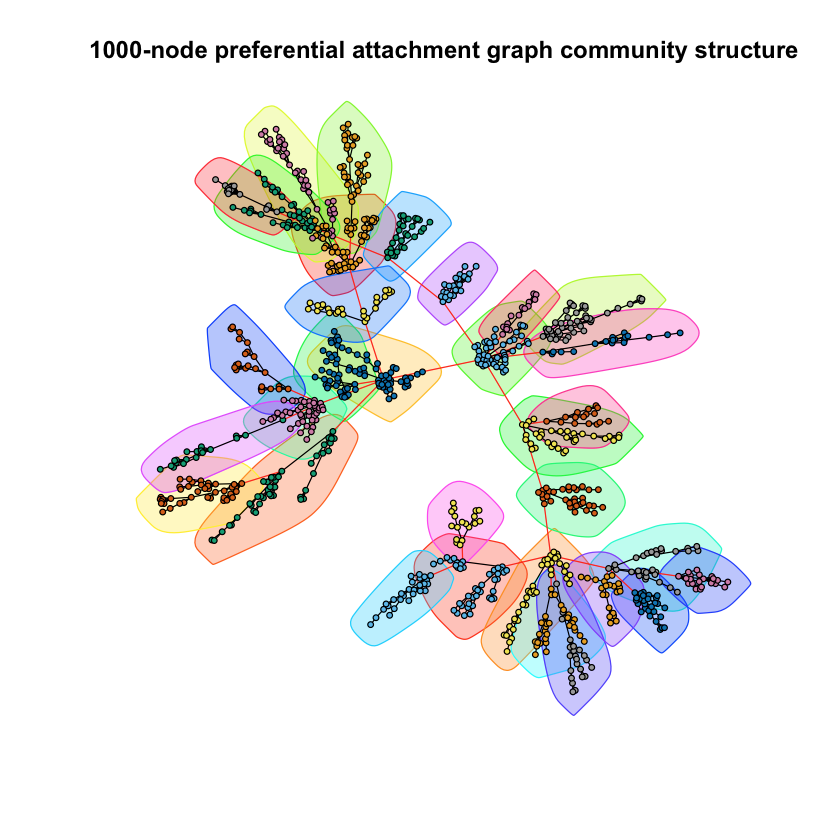 1000-node preferential attachment graph community structure